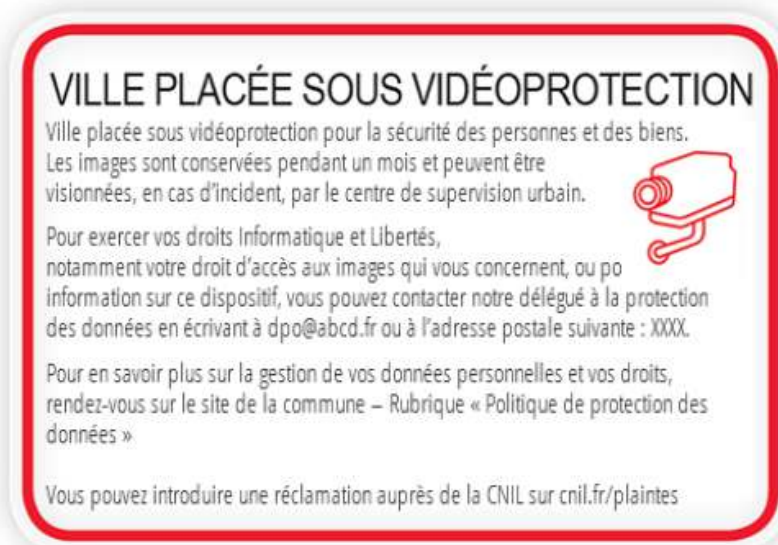 VILLE PLACÉE SOUS VIDÉOPROTECTION
Ville placée sous vidéoprotection pour la sécurité des personnes et des biens.
Les images sont conservées pendant un mois et peuvent être
visionnées, en cas d'incident, par le centre de supervision urbain.
Pour exercer vos droits Informatique et Libertés,
notamment votre droit d'accès aux images qui vous concernent, ou po
information sur ce dispositif, vous pouvez contacter notre délégué à la protection
des données en écrivant à dpo@abcd.fr ou à l'adresse postale suivante : XXXX.
Pour en savoir plus sur la gestion de vos données personnelles et vos droits,
rendez-vous sur le site de la commune – Rubrique « Politique de protection des
données »
Vous pouvez introduire une réclamation auprès de la CNIL sur cnil.fr/plaintes